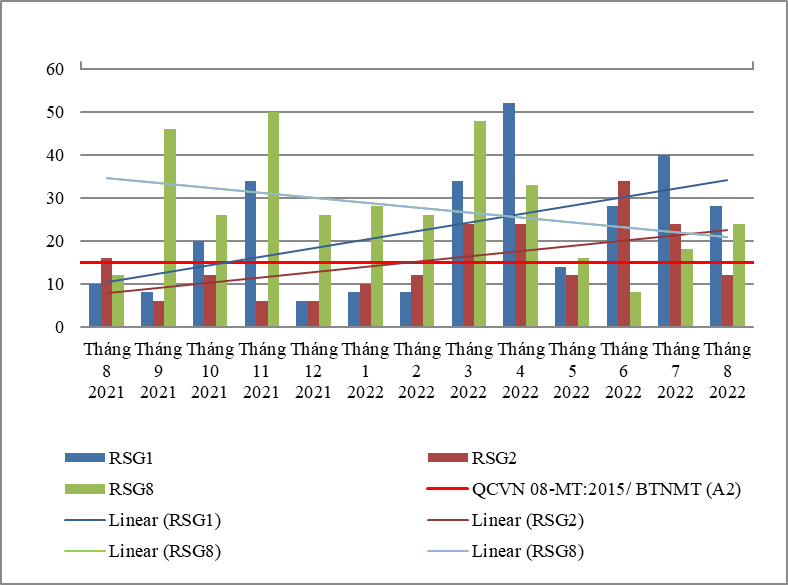 60
50
40
30
20
10
0
Tháng Tháng Tháng Tháng Tháng Tháng Tháng Tháng Tháng Tháng Tháng Tháng Tháng
8 9 10 11 12 1 2 3 4 5 6 7 8
2021 2021 2021 2021 2021 2022 2022 2022 2022 2022 2022 2022 2022
RSG1 RSG2
RSG8 QCVN 08-MT:2015/ BTNMT (A2)
Linear (RSG1) Linear (RSG2)
Linear (RSG8) Linear (RSG8)